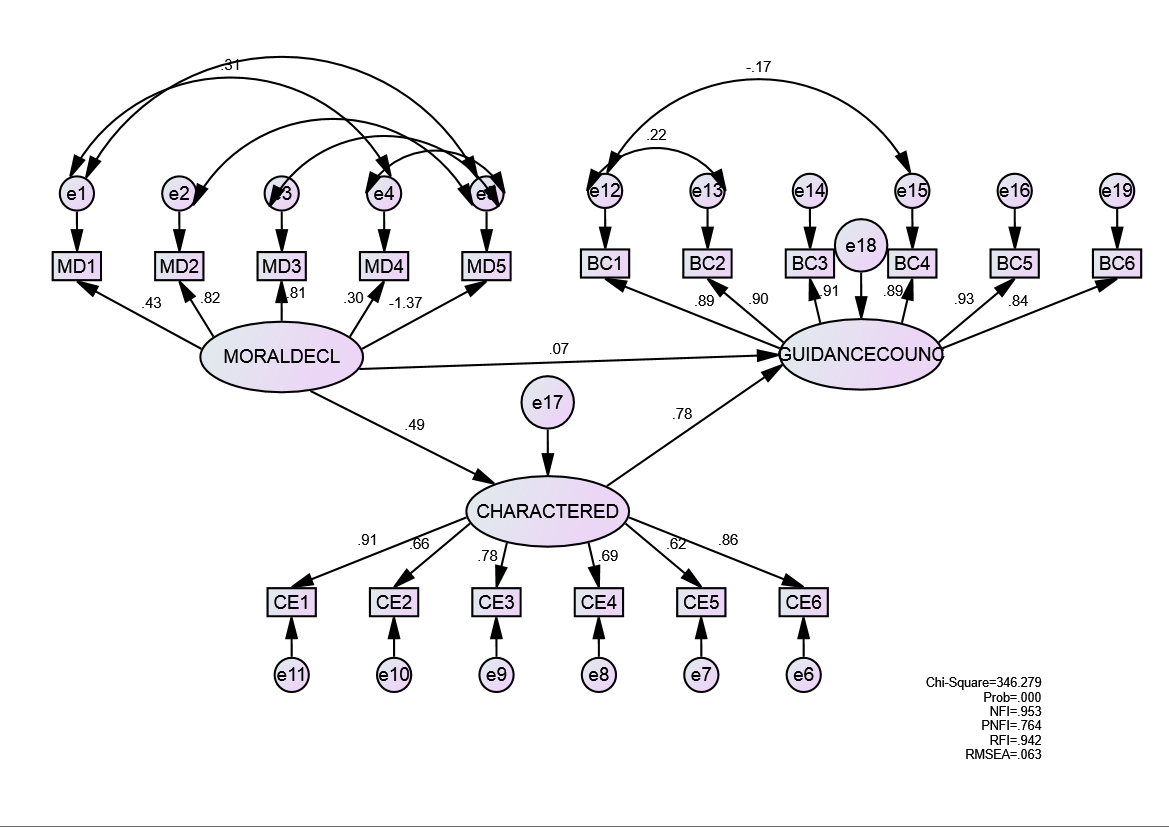 .31
-.17
.22
e1
e2
e3
e4
e12
e13
e14
e15
e16
e19
e18
MD1
MD2
MD3
MD4
MD5
BC1
BC2
BC3
BC4
BC5
BC6
.43
.82
.81
.30
-1.37
.89
.90
.91
.89
.93
.84
MORALDECL
GUIDANCECOUNC
.07
e17
.49
.78
CHARACTERED
.91
.66
.78
.69
.62
.86
CE1
CE2
CE3
CE4
CE5
CE6
e11
e10
e9
e8
e7
e6
Chi-Square=346.279
Prob=.000
NFI=.953
PNFI=.764
RFI=.942
RMSEA=.063